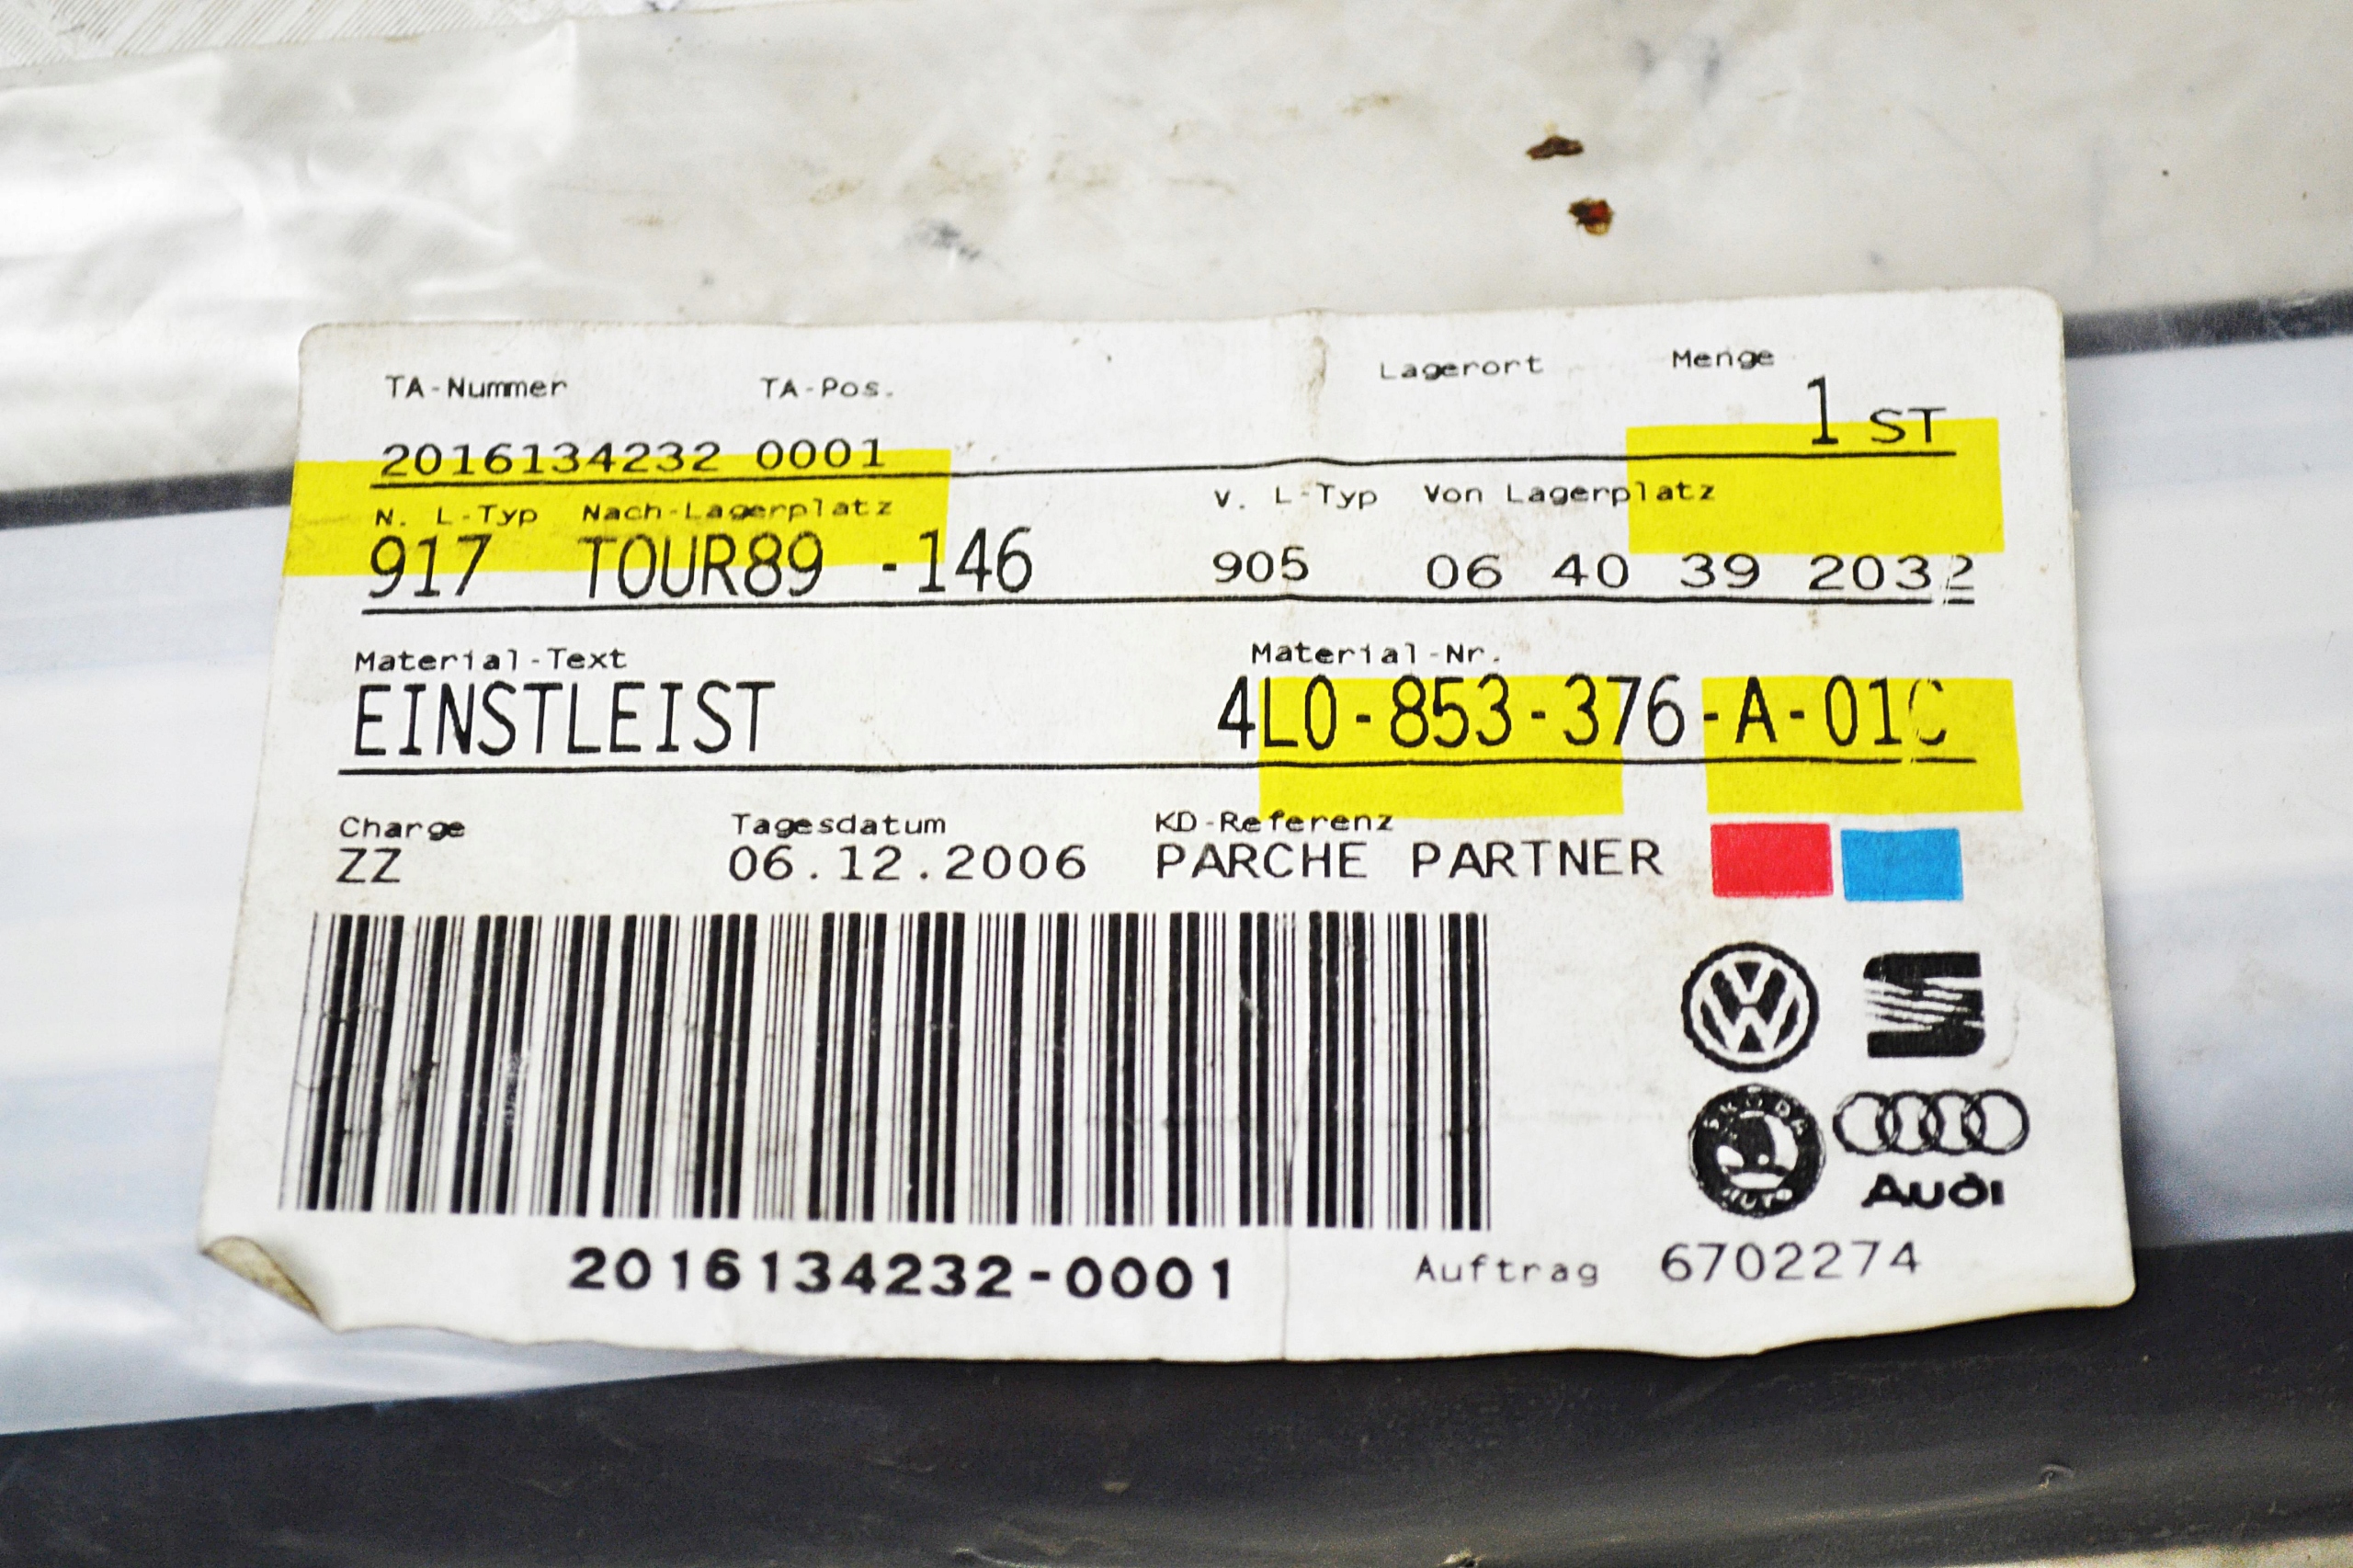 TA-Nummer TA-Pos. Lagerort Menge
2016134232 0001 1 ST
N. L-Typ Nach-Lagerplatz V. L-Typ Von Lagerplatz
917 TOUR89 -146 905 06 40 39 2032
Material-Text Material-Nr.
EINSTLEIST 4L0-853-376-A-01C
Charge Tagesdatum KD-Referenz
ZZ 06.12.2006 PARCHE PARTNER
SKODA
AUTO
Audi
2016134232-0001 Auftrag 6702274